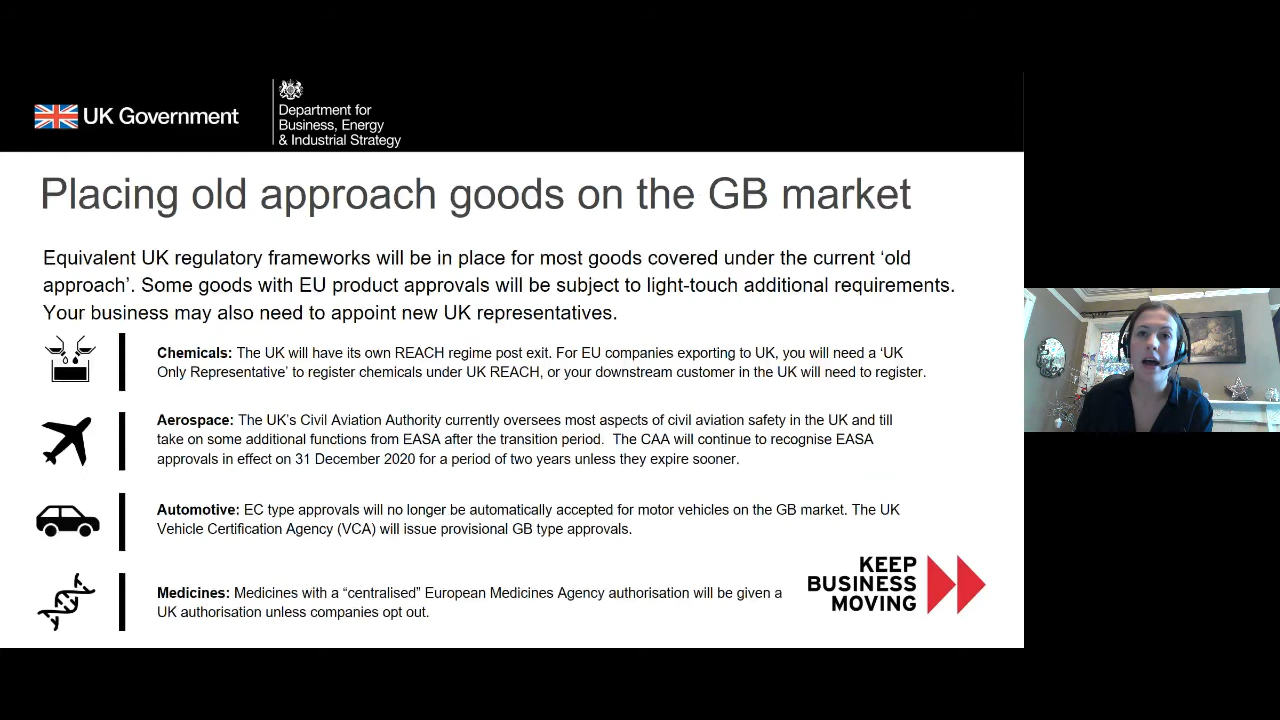 UK Government
Department for
Business, Energy
& Industrial Strategy
Placing old approach goods on the GB market
Equivalent UK regulatory frameworks will be in place for most goods covered under the current ‘old
approach’. Some goods with EU product approvals will be subject to light-touch additional requirements.
Your business may also need to appoint new UK representatives.
Chemicals: The UK will have its own REACH regime post exit. For EU companies exporting to UK, you will need a ‘UK
Only Representative’ to register chemicals under UK REACH, or your downstream customer in the UK will need to register.
Aerospace: The UK’s Civil Aviation Authority currently oversees most aspects of civil aviation safety in the UK and till
take on some additional functions from EASA after the transition period. The CAA will continue to recognise EASA
approvals in effect on 31 December 2020 for a period of two years unless they expire sooner.
Automotive: EC type approvals will no longer be automatically accepted for motor vehicles on the GB market. The UK
Vehicle Certification Agency (VCA) will issue provisional GB type approvals.
Medicines: Medicines with a “centralised” European Medicines Agency authorisation will be given a
UK authorisation unless companies opt out.
KEEP
BUSINESS
MOVING